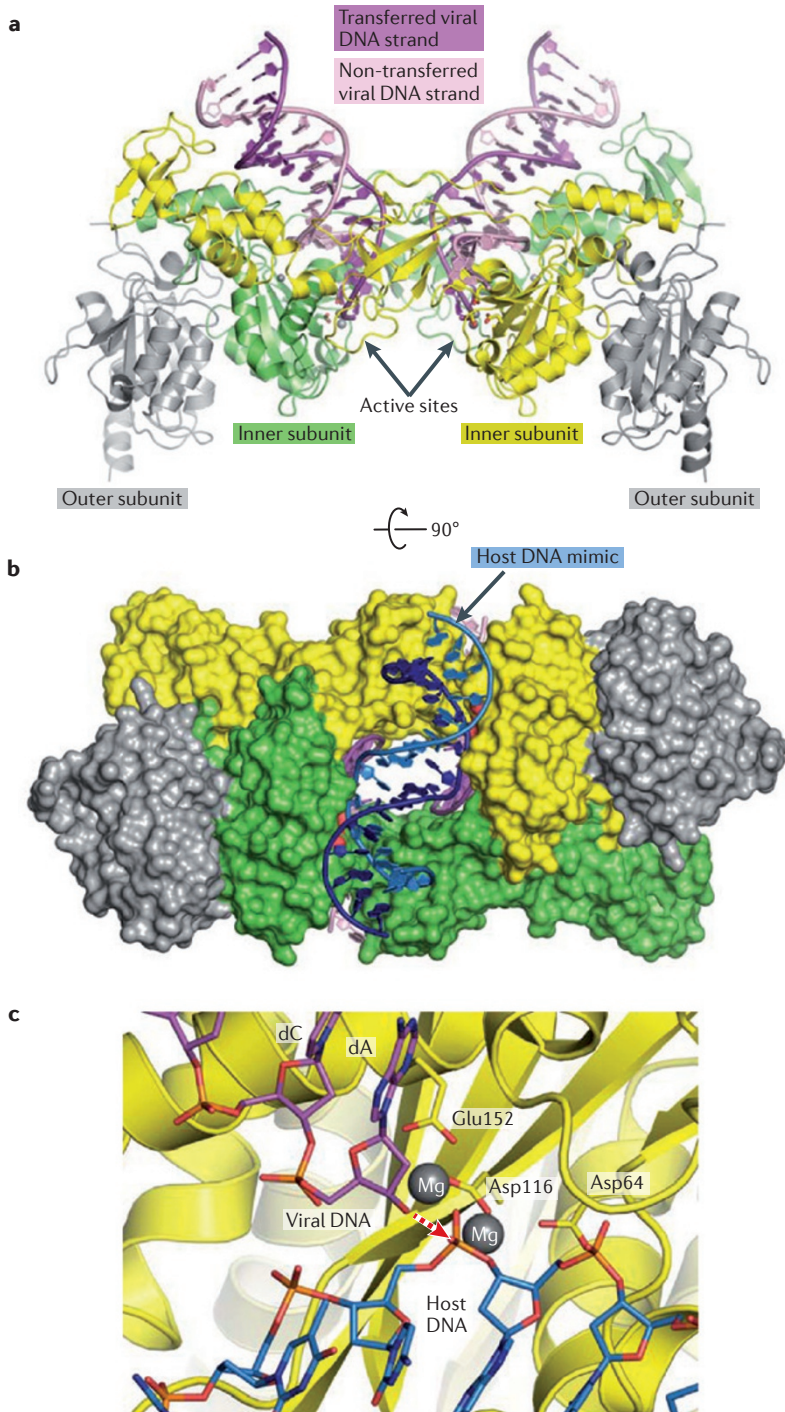 a
Transferred viral
DNA strand
Non-transferred
viral DNA strand
Active sites
Inner subunit
Inner subunit
Outer subunit
Outer subunit
90°
b
Host DNA mimic
c
dC
dA
Glu152
Mg
Asp116
Asp64
Viral DNA
Mg
Host
DNA